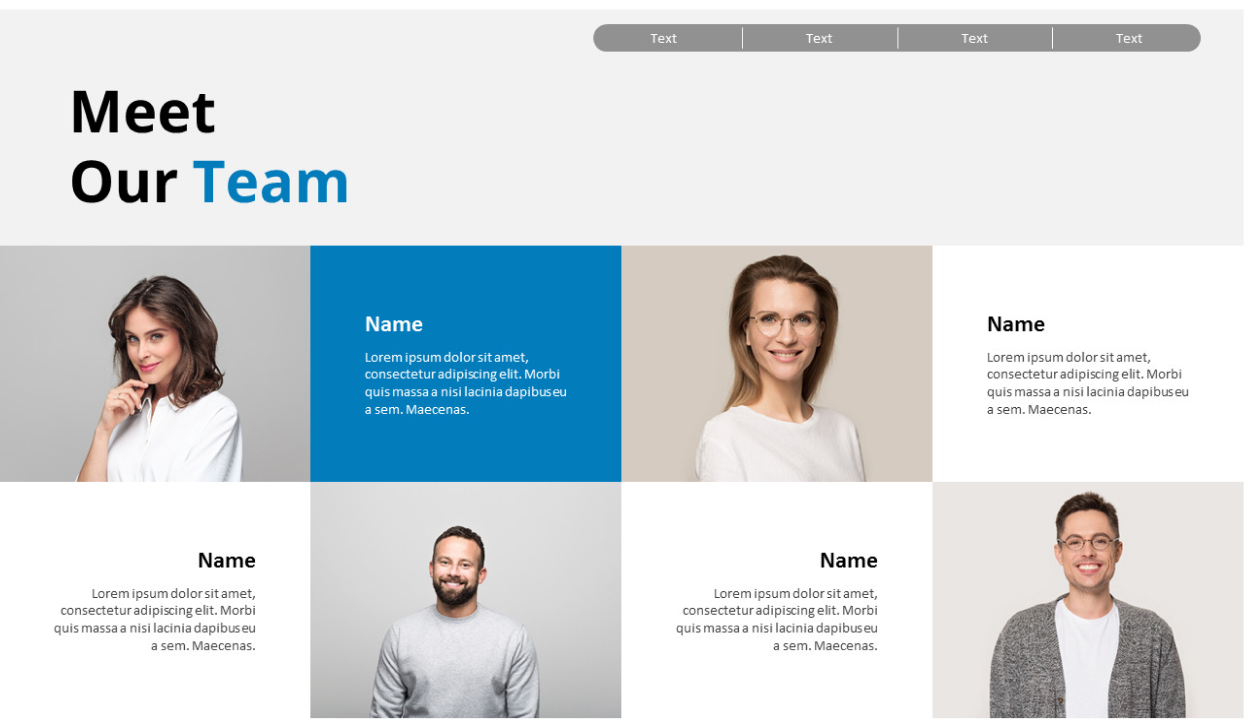 Text
Text
Text
Text
Meet
Our Team
Name
Lorem ipsum dolor sit amet,
consectetur adipiscing elit. Morbi
quis massa a nisi lacinia dapibus eu
a sem. Maecenas.
Name
Lorem ipsum dolor sit amet,
consectetur adipiscing elit. Morbi
quis massa a nisi lacinia dapibus eu
a sem. Maecenas.
Name
Lorem ipsum dolor sit amet,
consectetur adipiscing elit. Morbi
quis massa a nisi lacinia dapibus eu
a sem. Maecenas.
Name
Lorem ipsum dolor sit amet,
consectetur adipiscing elit. Morbi
quis massa a nisi lacinia dapibus eu
a sem. Maecenas.